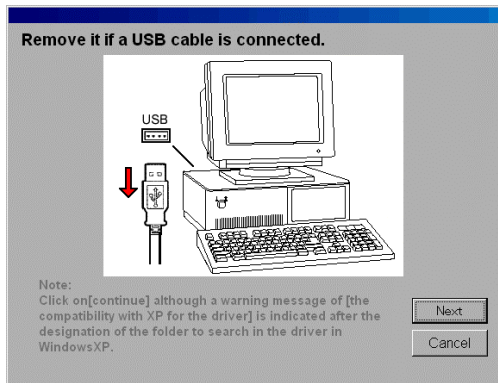 Remove it if a USB cable is connected.
USB
Note:
Click on[continue] although a warning message of [the
compatibility with XP for the driver] is indicated after the
designation of the folder to search in the driver in
WindowsXP.
Next
Cancel